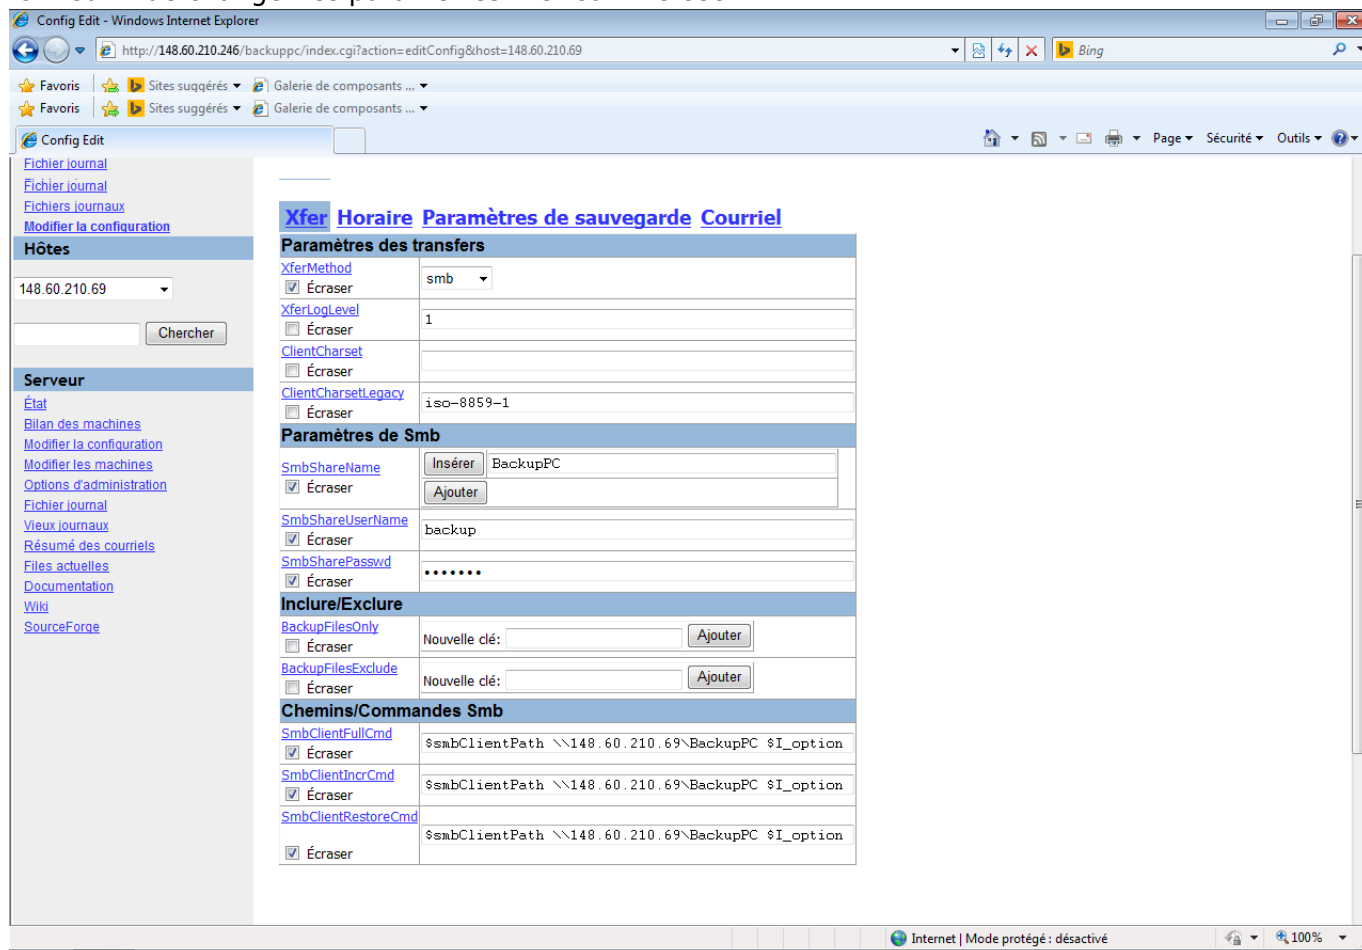 Config Edit - Windows Internet Explorer
http://148.60.210.246/backuppc/index.cgi?action=editConfig&host=148.60.210.69
Bing
Favoris Sites suggérés Galerie de composants ...
Favoris Sites suggérés Galerie de composants ...
Config Edit
Page Sécurité Outils
Fichier journal
Fichier journal
Fichiers journaux
Modifier la configuration
Hôtes
148.60.210.69
Chercher
Serveur
État
Bilan des machines
Modifier la configuration
Modifier les machines
Options d'administration
Fichier journal
Vieux journaux
Résumé des courriels
Files actuelles
Documentation
Wiki
SourceForge
Xfer Horaire Paramètres de sauvegarde Courriel
Paramètres des transfers
XferMethod
Écraser
smb
XferLogLevel
Écraser
1
ClientCharset
Écraser
ClientCharsetLegacy
Écraser
iso-8859-1
Paramètres de Smb
SmbShareName
Écraser
Insérer BackupPC
Ajouter
SmbShareUserName
Écraser
backup
SmbSharePasswd
Écraser
•••••••
Inclure/Exclure
BackupFilesOnly
Écraser
Nouvelle clé: Ajouter
BackupFilesExclude
Écraser
Nouvelle clé: Ajouter
Chemins/Commandes Smb
SmbClientFullCmd
Écraser
$smbClientPath \\148.60.210.69\BackupPC $I_option
SmbClientIncrCmd
Écraser
$smbClientPath \\148.60.210.69\BackupPC $I_option
SmbClientRestoreCmd
Écraser
$smbClientPath \\148.60.210.69\BackupPC $I_option
Internet | Mode protégé : désactivé
100%